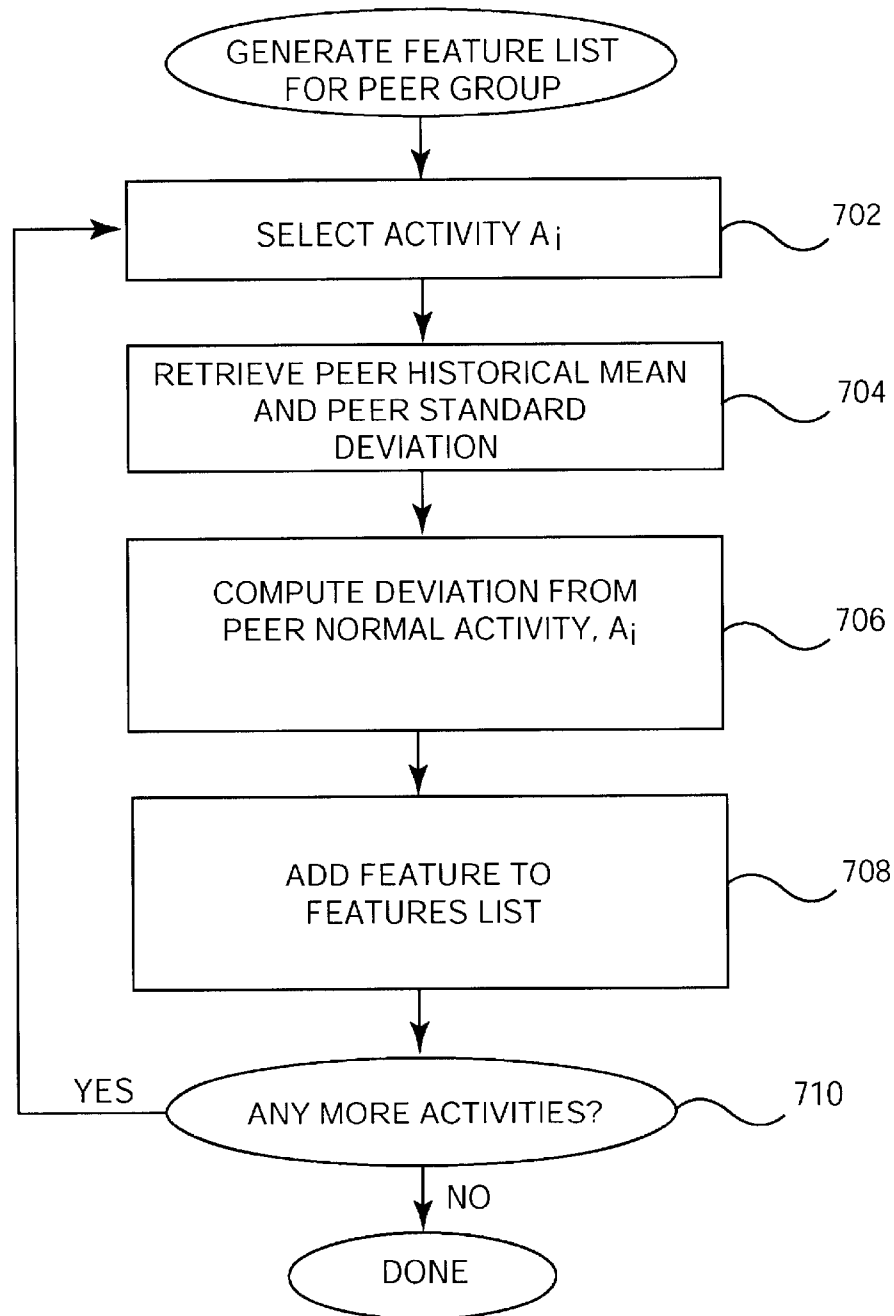 GENERATE FEATURE LIST
FOR PEER GROUP
SELECT ACTIVITY Ai
702
RETRIEVE PEER HISTORICAL MEAN
AND PEER STANDARD
DEVIATION
704
COMPUTE DEVIATION FROM
PEER NORMAL ACTIVITY, Ai
706
ADD FEATURE TO
FEATURES LIST
708
YES
ANY MORE ACTIVITIES?
710
NO
DONE